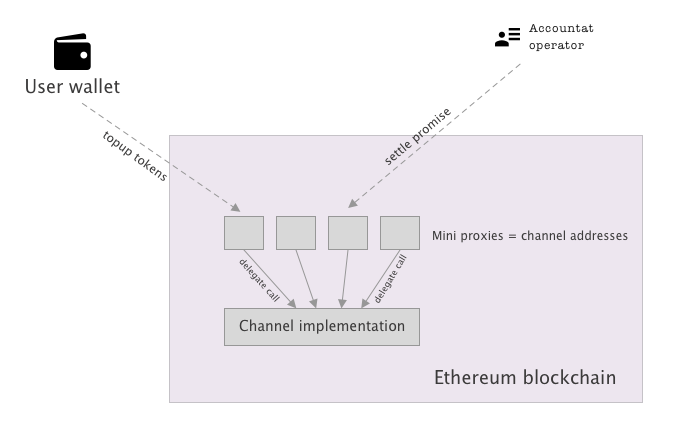 Accountat
operator
User wallet
topup tokens
settle promise
Mini proxies = channel addresses
delegate call
delegate call
Channel implementation
Ethereum blockchain